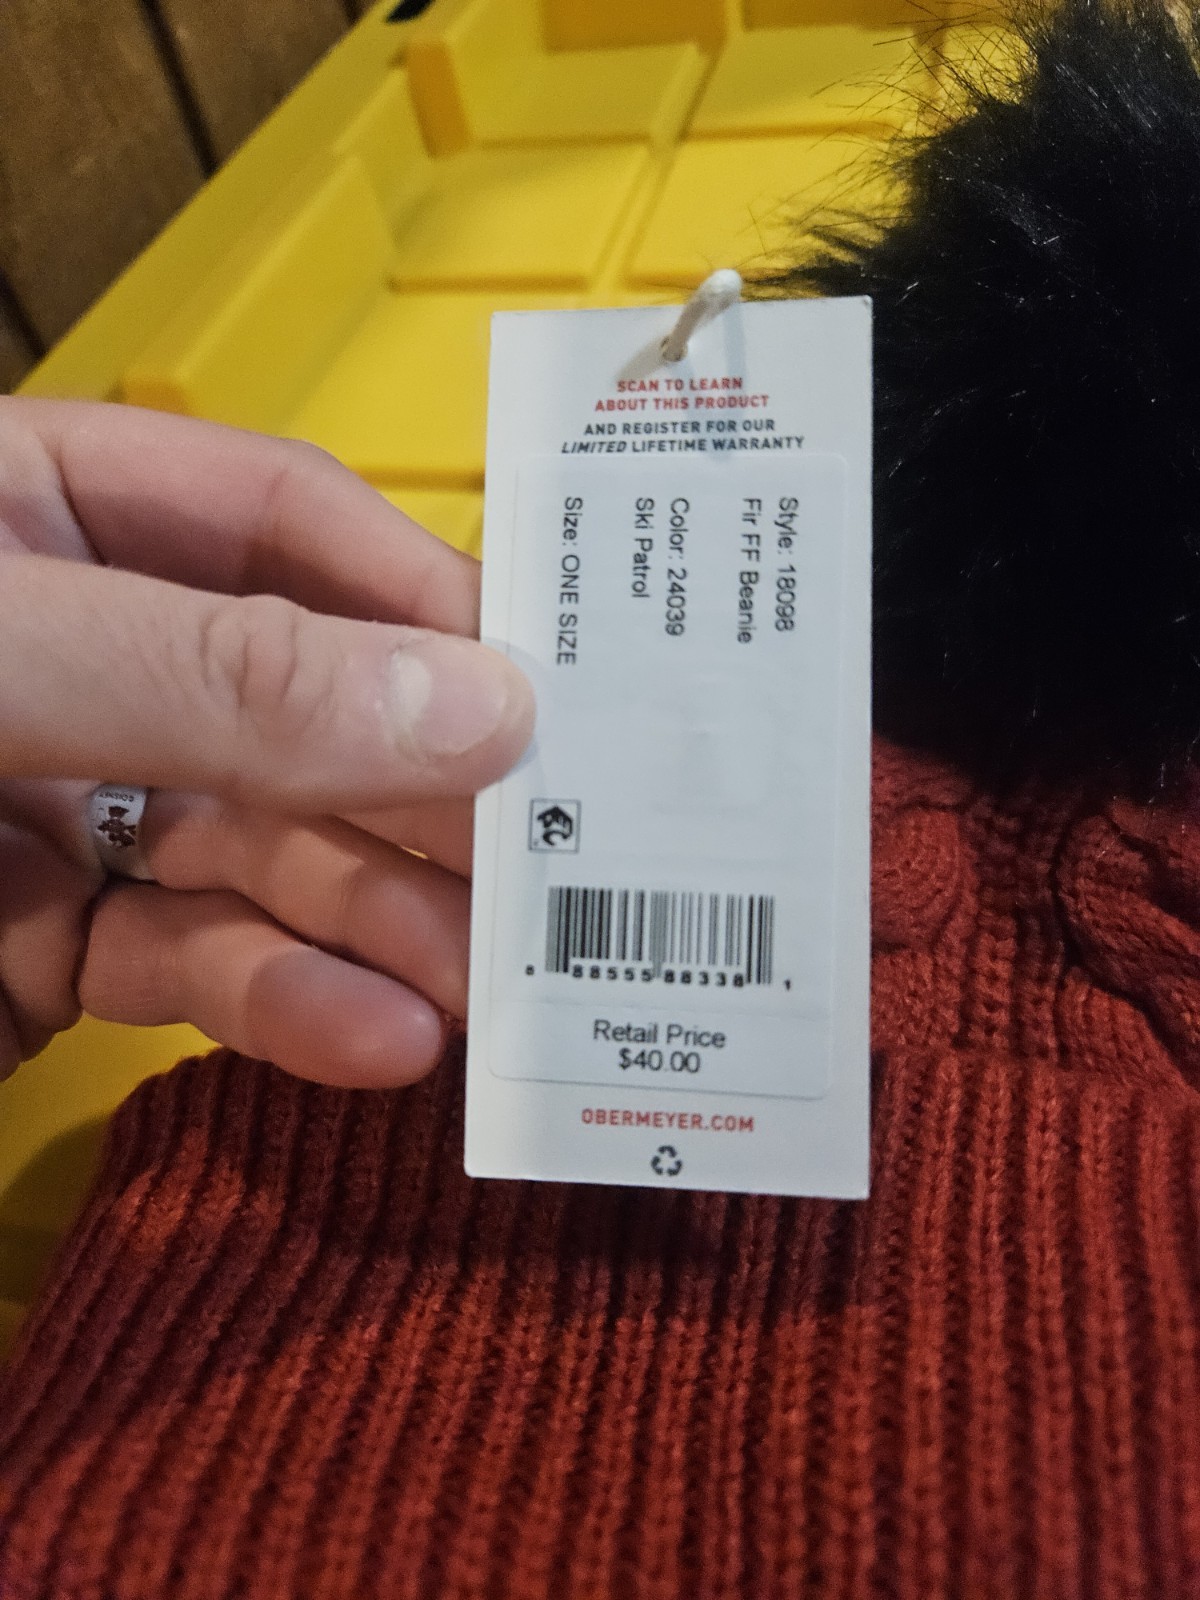 SCAN TO LEARN
ABOUT THIS PRODUCT
AND REGISTER FOR OUR
LIMITED LIFETIME WARRANTY
Style: 18098
Fir FF Beanie
Color: 24039
Ski Patrol
Size: ONE SIZE
8 88555 88338 1
Retail Price
$40.00
OBERMEYER.COM